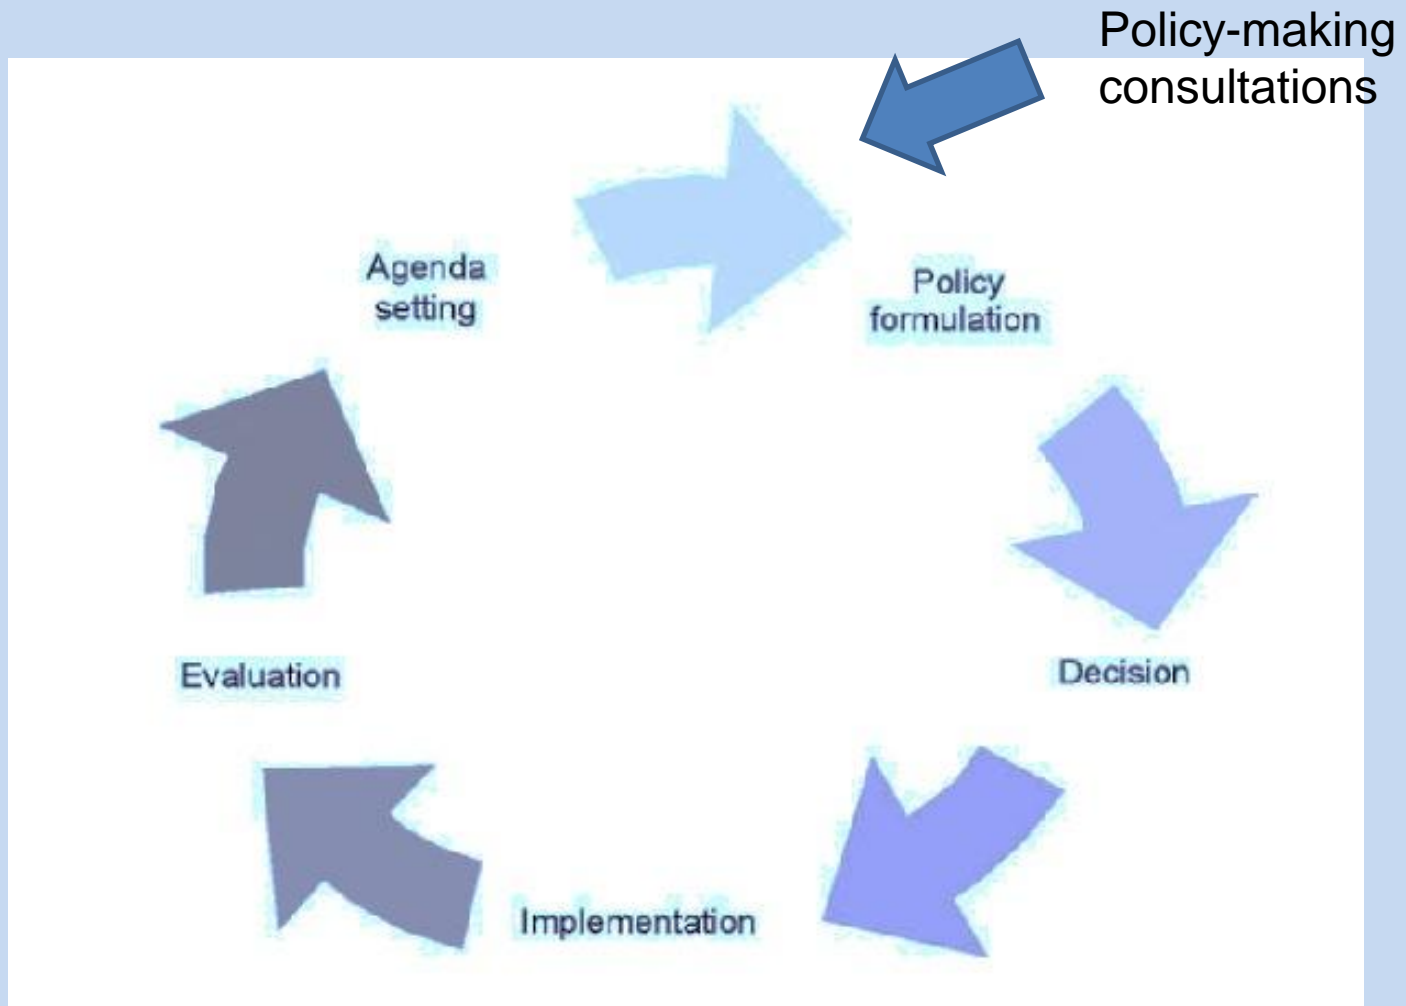 Policy-making
consultations
Agenda
setting
Policy
formulation
Evaluation
Decision
Implementation